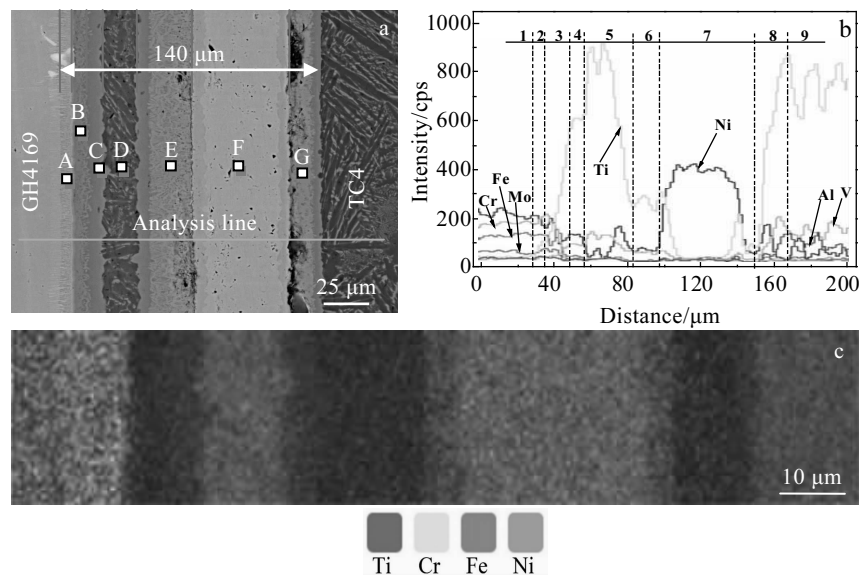 a
140 μm
B
A
C
D
E
F
G
GH4169
TC4
Analysis line
25 μm
b
1 2 3 4 5 6 7 8 9
Intensity/cps
1000
800
600
400
200
0
Ti
Ni
Fe
Cr
Mo
Al
V
0 40 80 120 160 200
Distance/μm
c
10 μm
Ti Cr Fe Ni